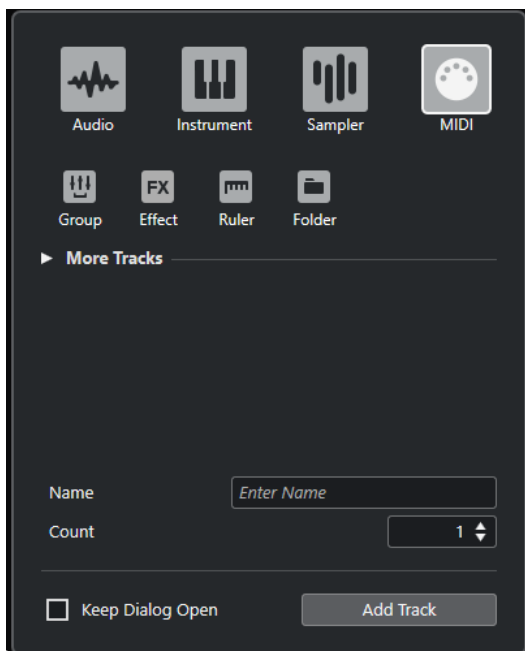 Audio Instrument Sampler MIDI
FX
Group Effect Ruler Folder
More Tracks
Name Enter Name
Count 1
Keep Dialog Open Add Track